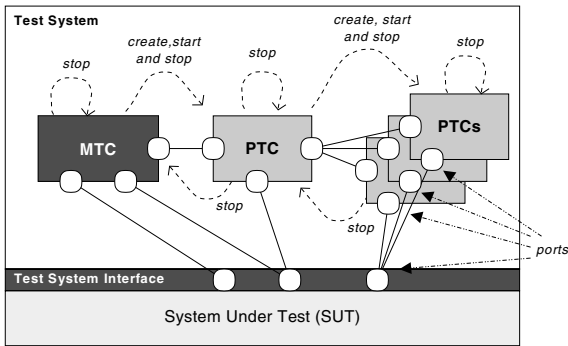 Test System
create, start
and stop
stop
create,start
and stop
stop
stop
MTC
PTC
PTCs
stop
stop
ports
Test System Interface
System Under Test (SUT)